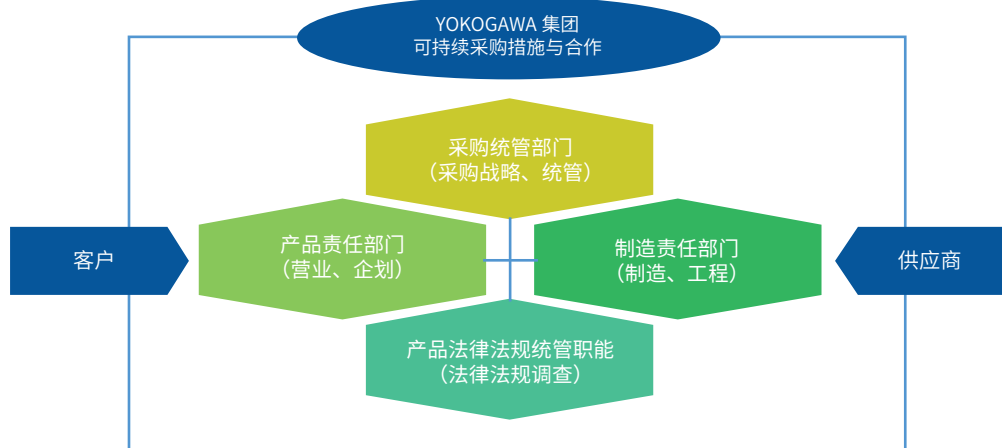 YOKOGAWA 集团
可持续采购措施与合作
采购统管部门
（采购战略、统管）
产品责任部门
（营业、企划）
制造责任部门
（制造、工程）
客户
供应商
产品法律法规统管职能
（法律法规调查）